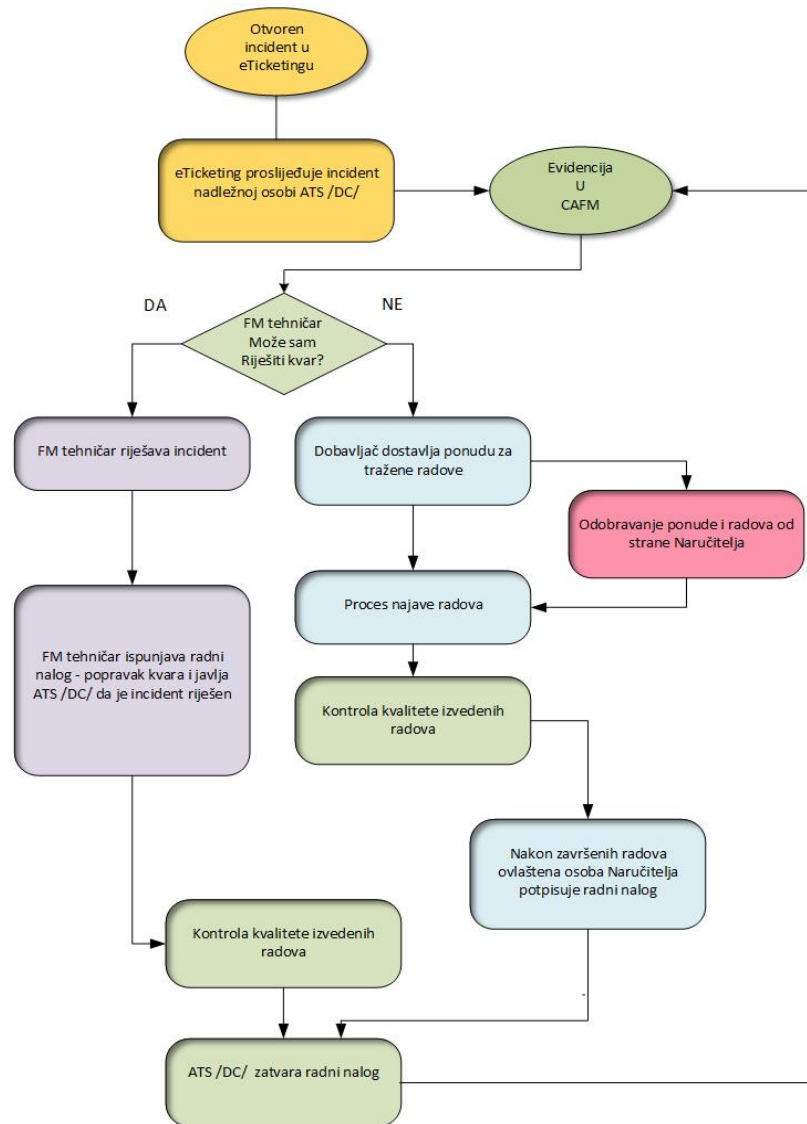 Otvoren
incident u
eTicketingu
eTicketing proslijeđuje incident
nadležnoj osobi ATS /DC/
Evidencija
U
CAFM
DA
NE
FM tehničar
Može sam
Riješiti kvar?
FM tehničar riješava incident
Dobavljač dostavlja ponudu za
tražene radove
Odobravanje ponude i radova od
strane Naručitelja
Proces najave radova
FM tehničar ispunjava radni
nalog - popravak kvara i javlja
ATS /DC/ da je incident riješen
Kontrola kvalitete izvedenih
radova
Nakon završenih radova
ovlaštena osoba Naručitelja
potpisuje radni nalog
Kontrola kvalitete izvedenih
radova
ATS /DC/ zatvara radni nalog